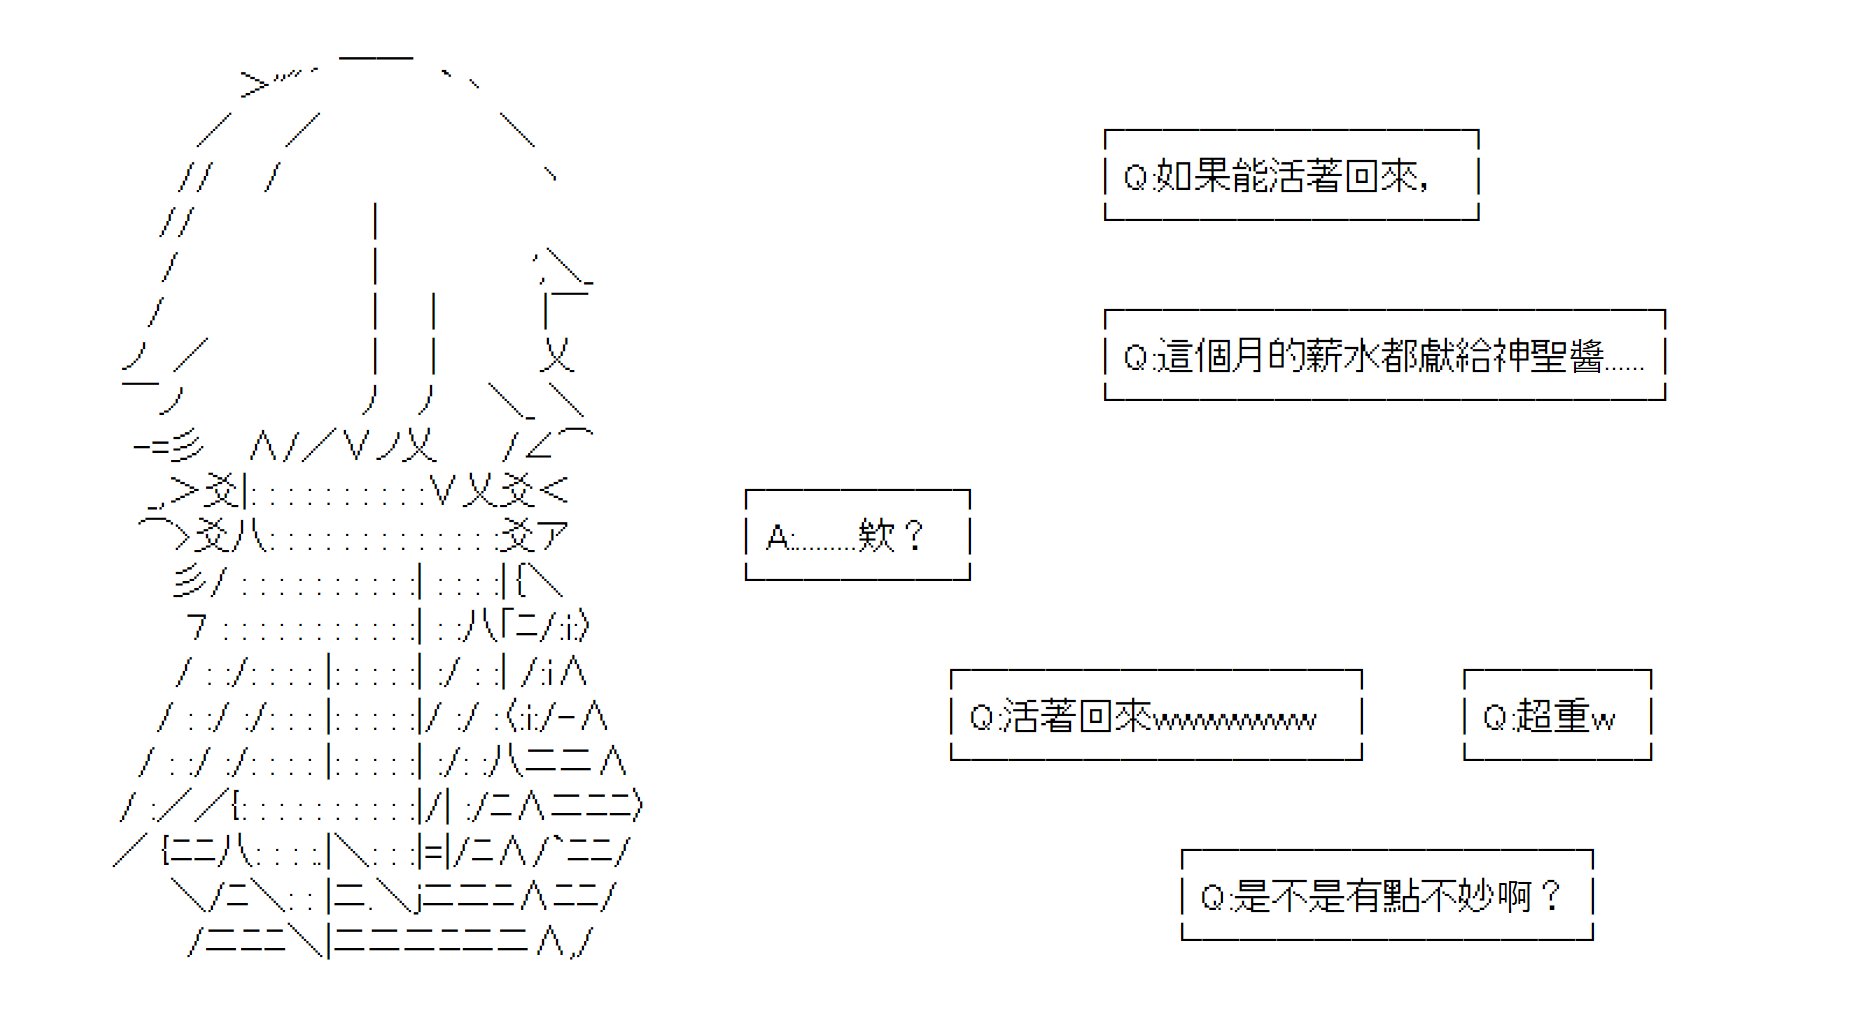 Q:如果能活著回來，
Q:這個月的薪水都獻給神聖醬......
A:.........欸？
Q:活著回來wwwwwwwww
Q:超重w
Q:是不是有點不妙啊？